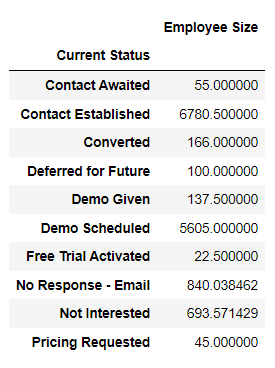 Employee Size
Current Status
Contact Awaited 55.000000
Contact Established 6780.500000
Converted 166.000000
Deferred for Future 100.000000
Demo Given 137.500000
Demo Scheduled 5605.000000
Free Trial Activated 22.500000
No Response - Email 840.038462
Not Interested 693.571429
Pricing Requested 45.000000